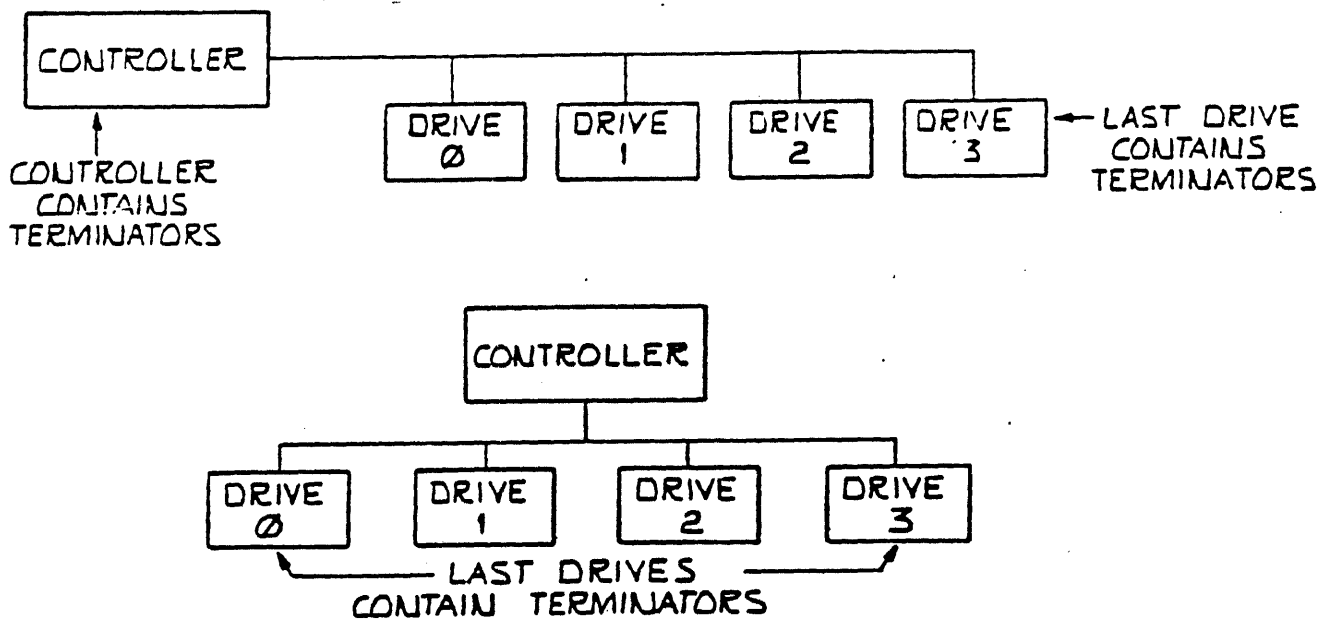 CONTROLLER
DRIVE
Ø
DRIVE
1
DRIVE
2
DRIVE
3
LAST DRIVE
CONTAINS
TERMINATORS
CONTROLLER
CONTAINS
TERMINATORS
CONTROLLER
DRIVE
Ø
DRIVE
1
DRIVE
2
DRIVE
3
LAST DRIVES
CONTAIN TERMINATORS